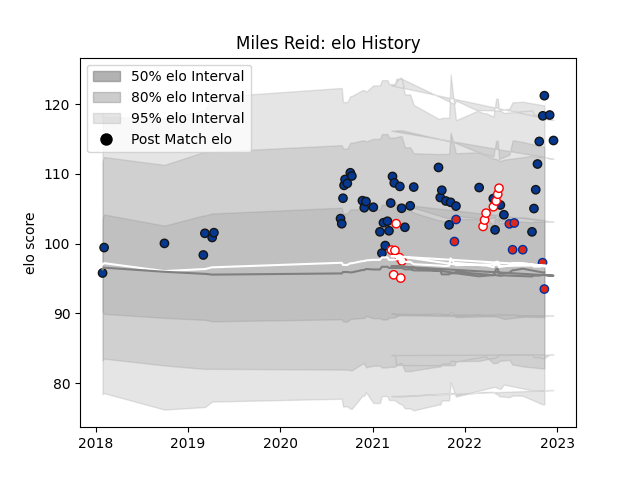 Miles Reid: elo History
50% elo Interval
80% elo Interval
95% elo Interval
Post Match elo
elo score
120
110
100
90
80
2018 2019 2020 2021 2022 2023